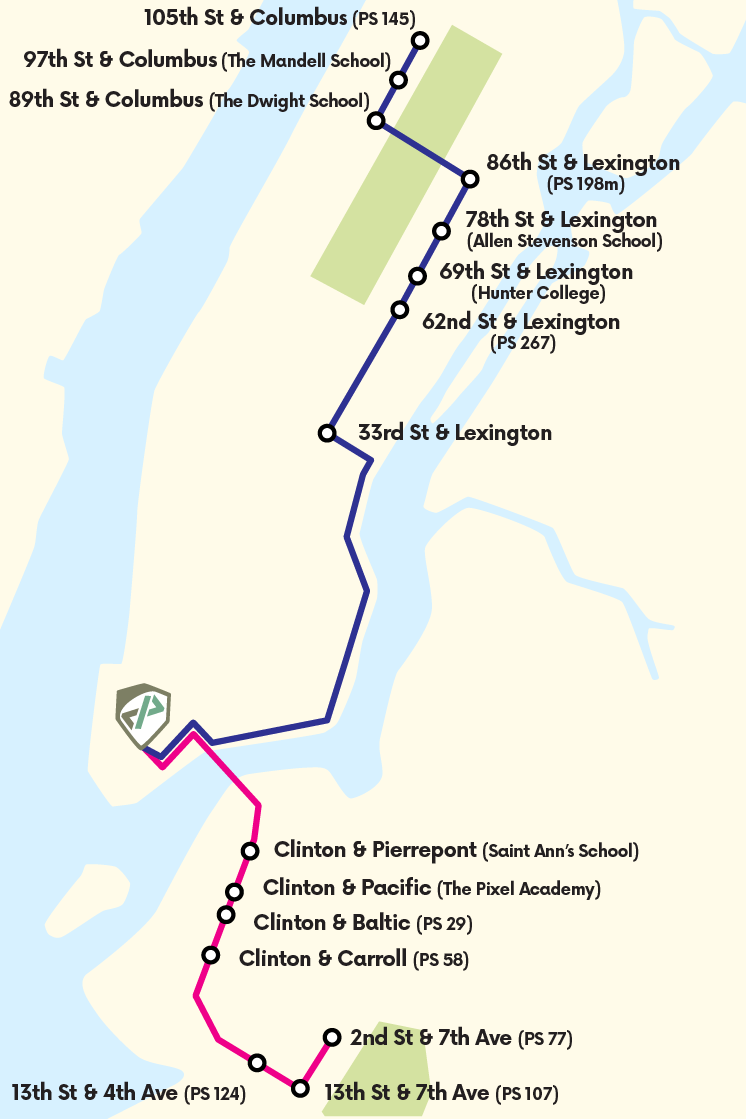 105th St & Columbus (PS 145)
97th St & Columbus (The Mandell School)
89th St & Columbus (The Dwight School)
86th St & Lexington
(PS 198m)
78th St & Lexington
(Allen Stevenson School)
69th St & Lexington
(Hunter College)
62nd St & Lexington
(PS 267)
33rd St & Lexington
Clinton & Pierrepont (Saint Ann's School)
Clinton & Pacific (The Pixel Academy)
Clinton & Baltic (PS 29)
Clinton & Carroll (PS 58)
2nd St & 7th Ave (PS 77)
13th St & 4th Ave (PS 124)
13th St & 7th Ave (PS 107)